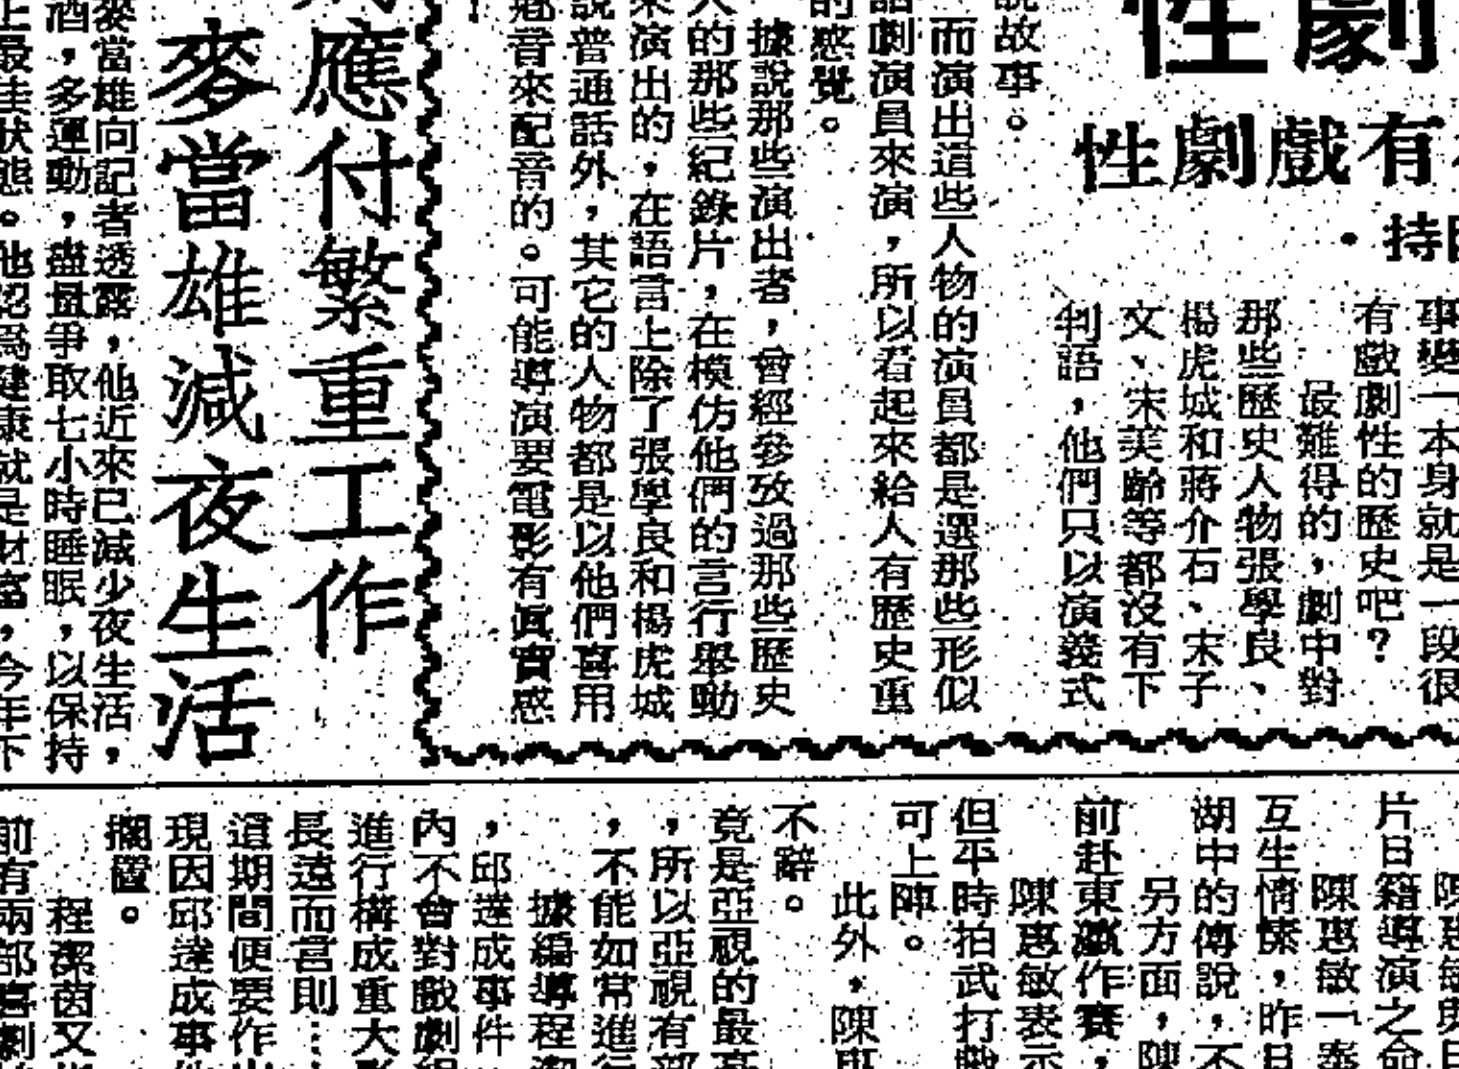 劇性
有戲劇性
持・
事變「本身就是一段很
有戲劇性的歷史吧？
最難得的，劇中對
那些歷史人物張學良、
楊虎城和蔣介石、宋子
文、宋美齡等都沒有下
判語，他們只以演義式
說故事。
而演出這些人物的演員都是選那些形似
話劇演員來演，所以看起來給人有歷史重
的感覺。
據說那些演出者，曾經參攷過那些歷史
人的那些紀錄片，在模仿他們的言行舉動
來演出的，在語言上除了張學良和楊虎城
說普通話外，其它的人物都是以他們喜用
鄉音來配音的。可能導演要電影有眞實感
！
應付繁重工作
麥當雄減夜生活
麥當雄向記者透露，他近來已減少夜生活，
酒，多運動，盡量爭取七小時睡眠，以保持
上最佳狀態。他認爲健康就是財富，今年下
片日籍導演之命
陳惠敏一泰
互生情愫，昨日
湖中的傳說，不
另方面，陳
前赴東瀛作賽，
陳惠敏表示
但平時拍武打戲
可上陣。
此外，陳惠
不辭。
竟是亞視的最高
，所以亞視有部
，不能如常進行
據編導程潔
，邱達成事件
內不會對戲劇組
進行構成重大影
長遠而言則……
這期間便要作出
現因邱達成事件
擱置。
程潔茵又
前有兩部喜劇